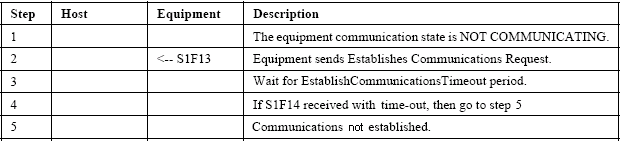 Step Host Equipment Description
1 The equipment communication state is NOT COMMUNICATING.
2 <-- S1F13 Equipment sends Establishes Communications Request.
3 Wait for EstablishCommunicationsTimeout period.
4 If S1F14 received with time-out, then go to step 5
5 Communications not established.